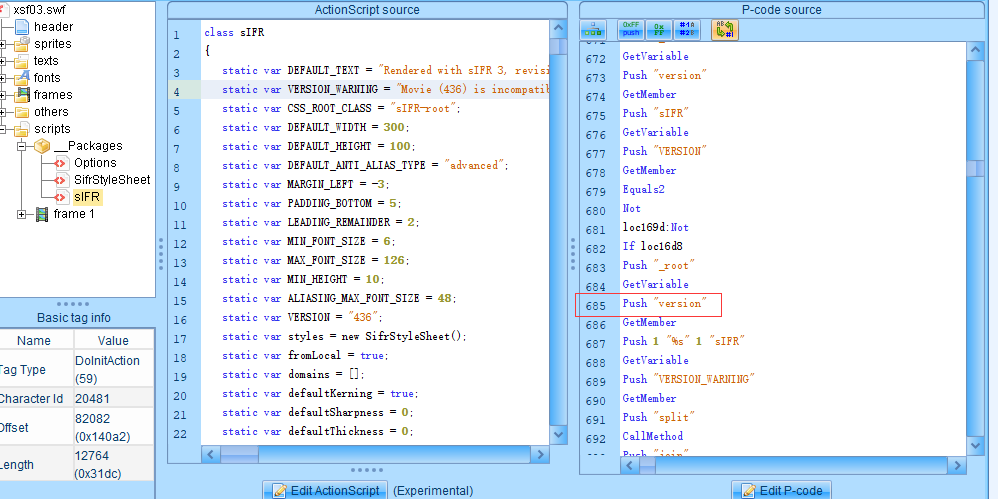 xsf03.swf
header
sprites
texts
fonts
frames
others
scripts
__Packages
Options
SifrStyleSheet
sIFR
frame 1
Basic tag info
Name Value
Tag Type DoInitAction (59)
Character Id 20481
Offset 82082 (0x140a2)
Length 12764 (0x31dc)
ActionScript source
1 class sIFR
2 {
3 static var DEFAULT_TEXT = "Rendered with sIFR 3, revisi
4 static var VERSION_WARNING = "Movie (436) is incompatib
5 static var CSS_ROOT_CLASS = "sIFR-root";
6 static var DEFAULT_WIDTH = 300;
7 static var DEFAULT_HEIGHT = 100;
8 static var DEFAULT_ANTI_ALIAS_TYPE = "advanced";
9 static var MARGIN_LEFT = -3;
10 static var PADDING_BOTTOM = 5;
11 static var LEADING_REMAINDER = 2;
12 static var MIN_FONT_SIZE = 6;
13 static var MAX_FONT_SIZE = 126;
14 static var MIN_HEIGHT = 10;
15 static var ALIASING_MAX_FONT_SIZE = 48;
16 static var VERSION = "436";
17 static var styles = new SifrStyleSheet();
18 static var fromLocal = true;
19 static var domains = [];
20 static var defaultKerning = true;
21 static var defaultSharpness = 0;
22 static var defaultThickness = 0;
Edit ActionScript (Experimental)
P-code source
0xFF push 0x FF #1A #2B
671
672 GetVariable
673 Push "version"
674 GetMember
675 Push "sIFR"
676 GetVariable
677 Push "VERSION"
678 GetMember
679 Equals2
680 Not
681 loc169d:Not
682 If loc16d8
683 Push "_root"
684 GetVariable
685 Push "version"
686 GetMember
687 Push 1 "%s" 1 "sIFR"
688 GetVariable
689 Push "VERSION_WARNING"
690 GetMember
691 Push "split"
692 CallMethod
Push "join"
Edit P-code